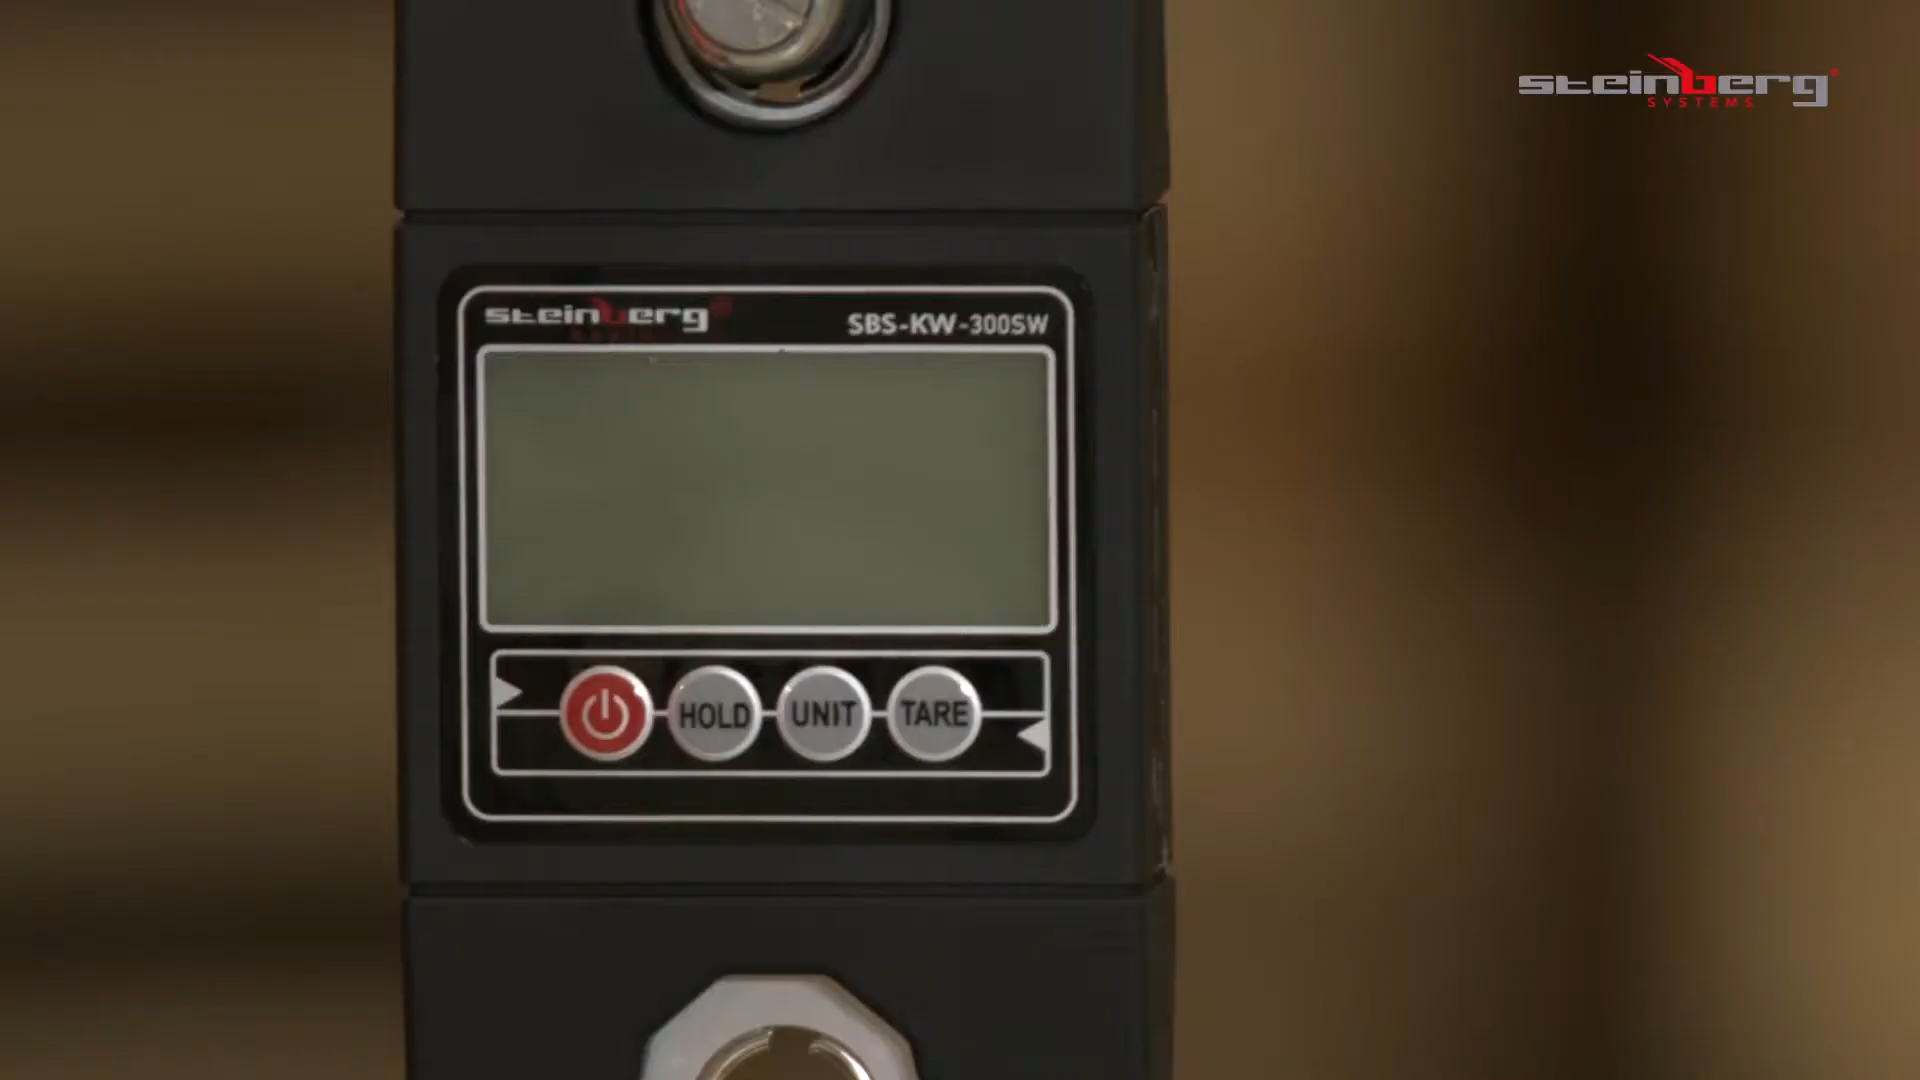 steinberg
SYSTEMS
steinberg
SBS-KW-300SW
HOLD
UNIT
TARE